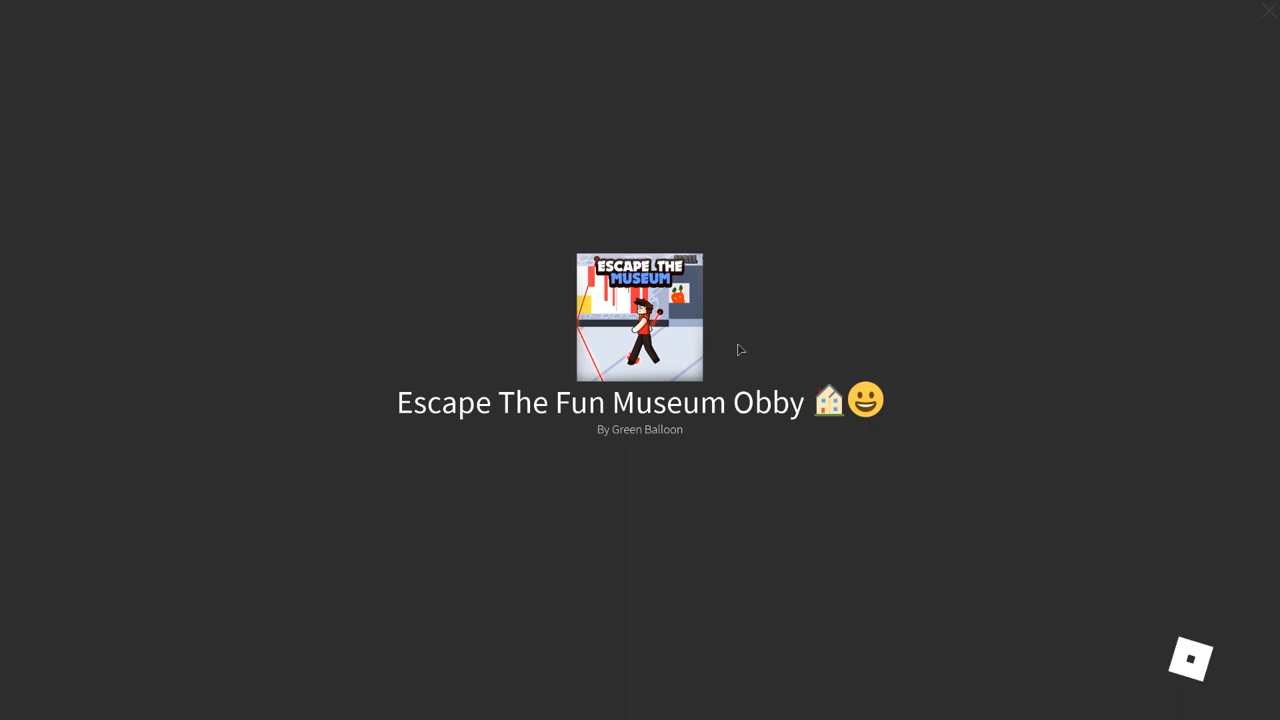 ESCAPE THE
MUSEUM
Escape The Fun Museum Obby 🏠😀
By Green Balloon